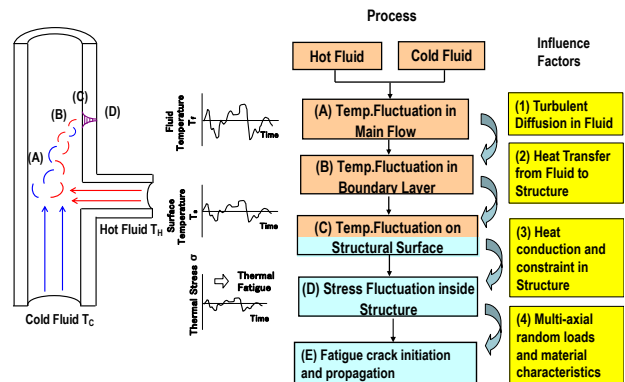 Process
Hot Fluid
Cold Fluid
Influence
Factors
(A) Temp.Fluctuation in
Main Flow
(B) Temp.Fluctuation in
Boundary Layer
(C) Temp.Fluctuation on
Structural Surface
(D) Stress Fluctuation inside
Structure
(E) Fatigue crack initiation
and propagation
(1) Turbulent
Diffusion in Fluid
(2) Heat Transfer
from Fluid to
Structure
(3) Heat
conduction and
constraint in
Structure
(4) Multi-axial
random loads
and material
characteristics
(C)
(B)
(D)
(A)
Hot Fluid TH
Cold Fluid TC
Fluid
Temperature
Tf
Time
Surface
Temperature
Ts
Time
Thermal Stress σ
Thermal
Fatigue
Time